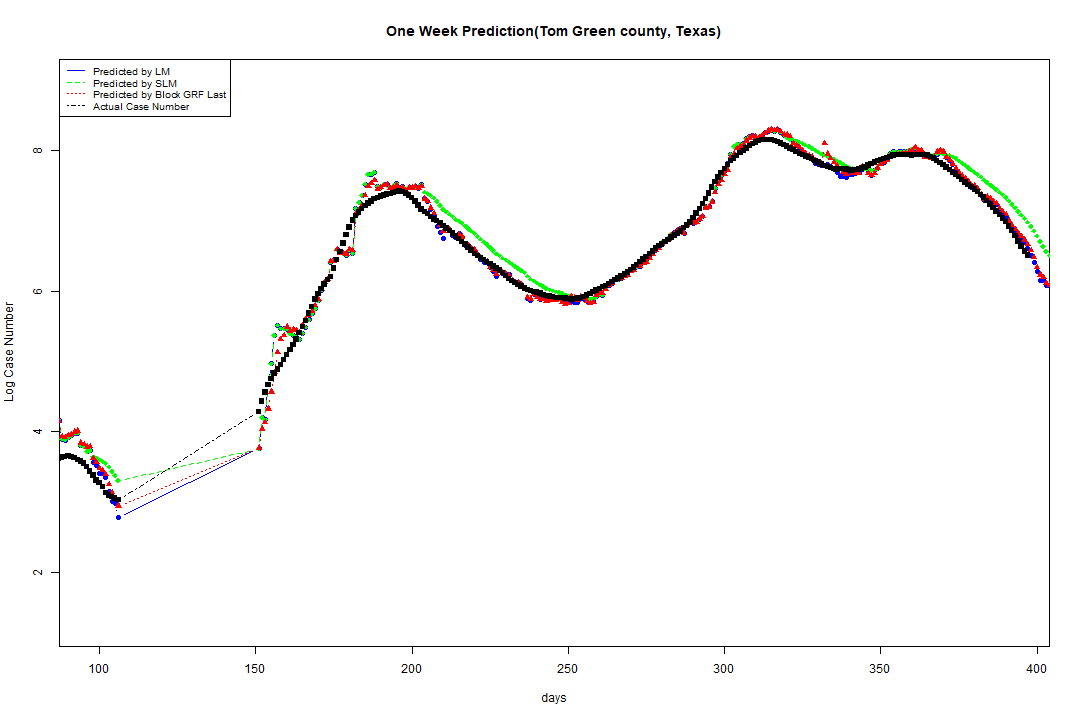 One Week Prediction(Tom Green county, Texas)
Predicted by LM
Predicted by SLM
Predicted by Block GRF Last
Actual Case Number
8
6
4
2
Log Case Number
100 150 200 250 300 350 400
days